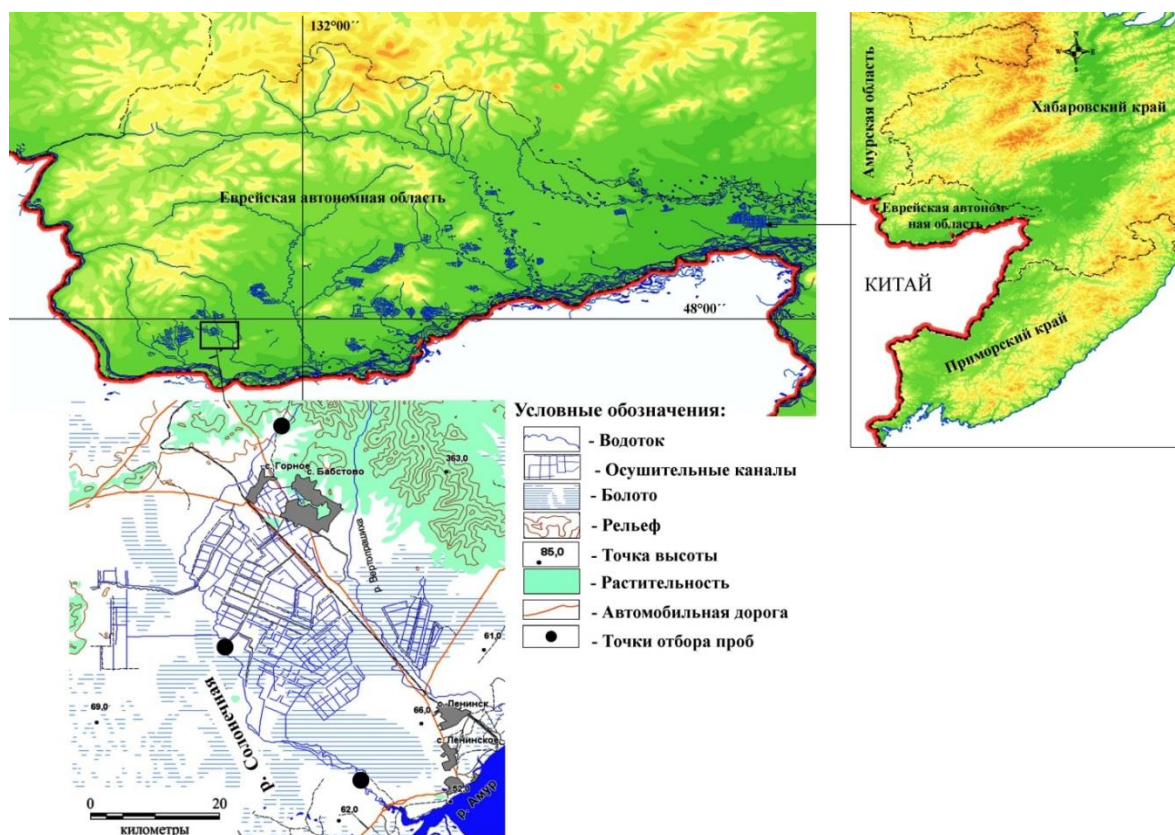 132°00´´
Еврейская автономная область
48°00´´
Амурская область
N
W E
S
Хабаровский край
Еврейская автоном
ная область
КИТАЙ
Приморский край
с. Горное
с. Бабстово
363,0
р. Вертопрашиха
61,0
69,0
р. Солонечная
66,0
с. Ленинск
с. Ленинское
52,0
62,0
р. Амур
0 20
километры
Условные обозначения:
- Водоток
- Осушительные каналы
- Болото
- Рельеф
85,0 - Точка высоты
- Растительность
- Автомобильная дорога
- Точки отбора проб